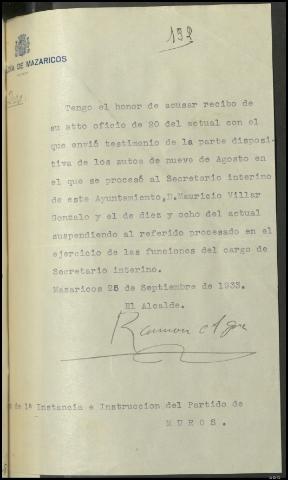 192
DIA DE MAZARICOS
Tengo el honor de acusar recibo de
su atto oficio de 20 del actual con el
que envió testimonio de la parte disposi-
tiva de los autos de nueve de Agosto en
el que se procesó al Secretario interino
de este Ayuntamiento,D.Mauricio Villar
Gonzalo y el de diez y ocho del actual
suspendiendo al referido procesado en el
ejercicio de las funciones del cargo de
Secretario interino.
Mazaricos 25 de Septiembre de 1933.
El Alcalde.
Ramon
de 1ª Instancia e Instruccion del Partido de
MUROS.